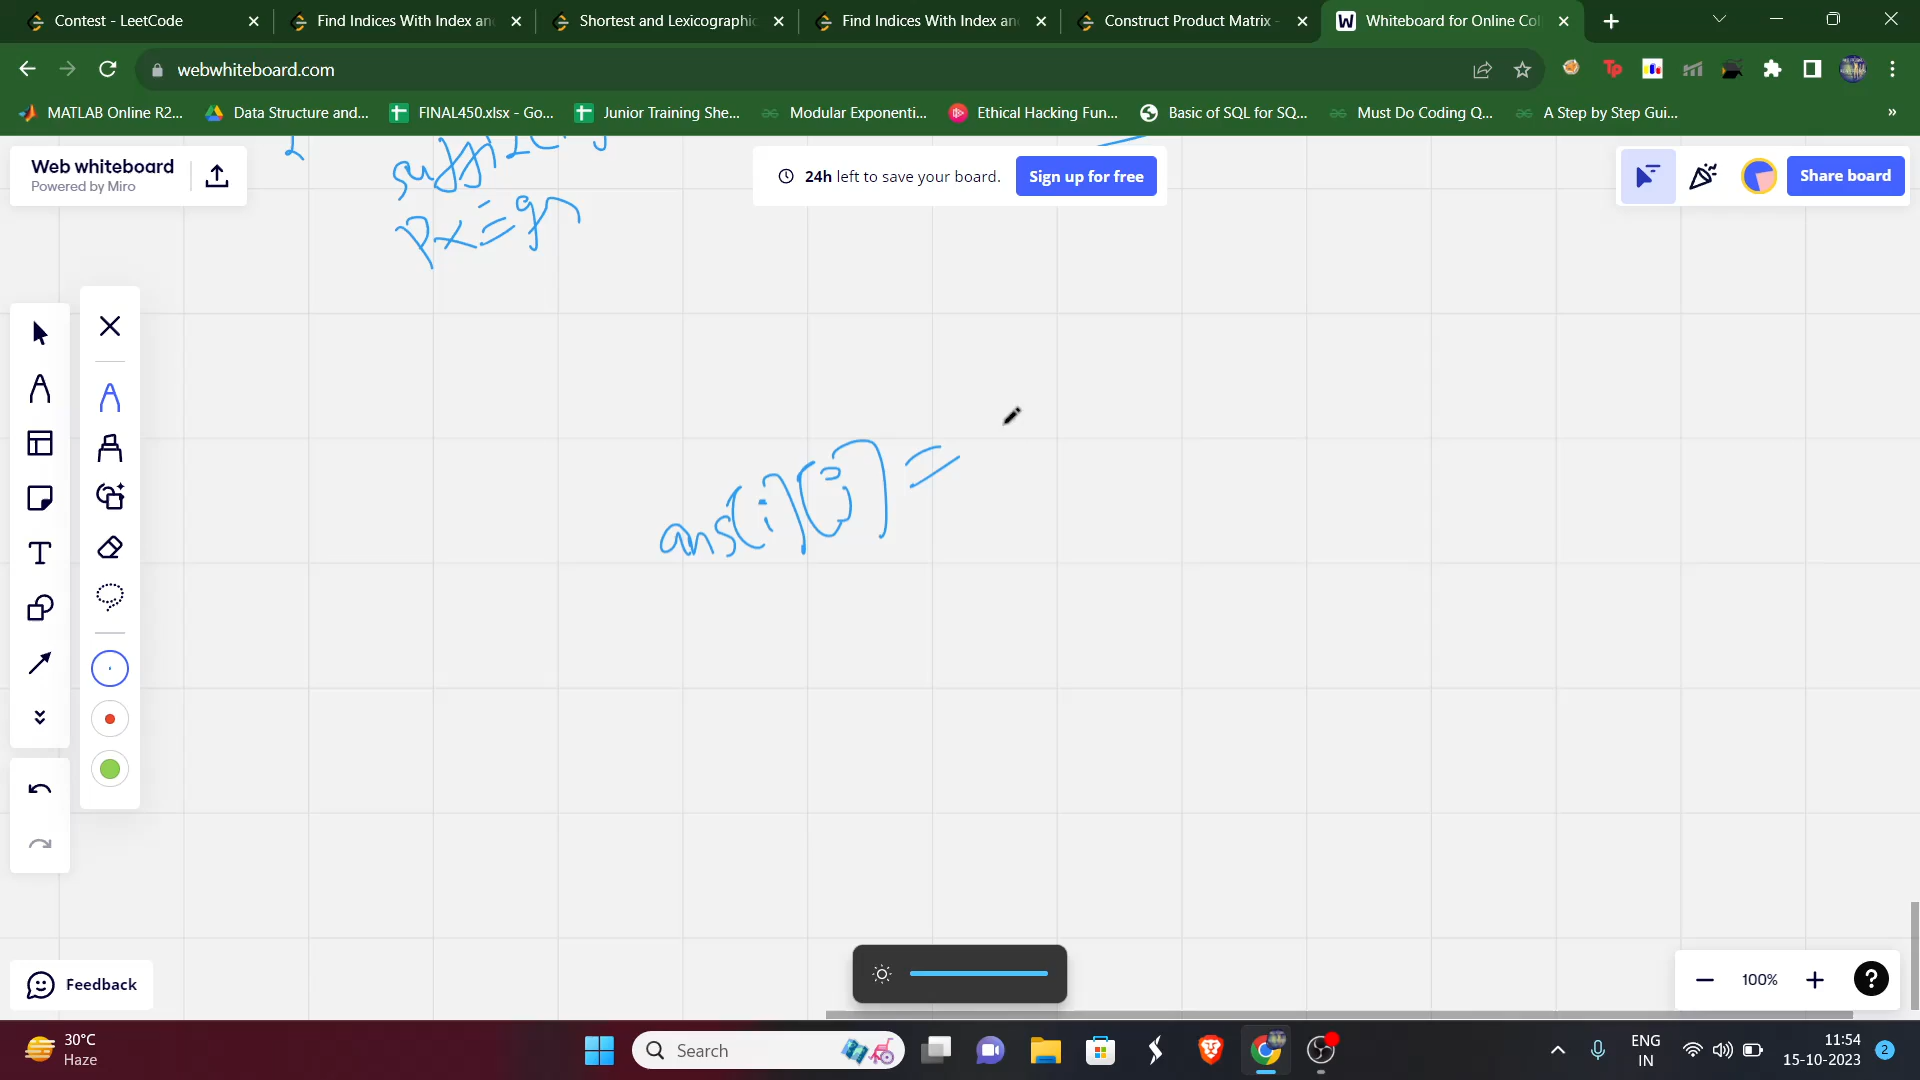 Contest - LeetCode
Find Indices With Index an
Shortest and Lexicographic
Find Indices With Index an
Construct Product Matrix -
Whiteboard for Online Col
webwhiteboard.com
MATLAB Online R2...
Data Structure and...
FINAL450.xlsx - Go...
Junior Training She...
Modular Exponenti...
Ethical Hacking Fun...
Basic of SQL for SQ...
Must Do Coding Q...
A Step by Step Gui...
»
Web whiteboard
Powered by Miro
24h left to save your board.
Sign up for free
Share board
px = gr
ans[i][j] =
Feedback
100%
30°C
Haze
Search
ENG
IN
11:54
15-10-2023
2